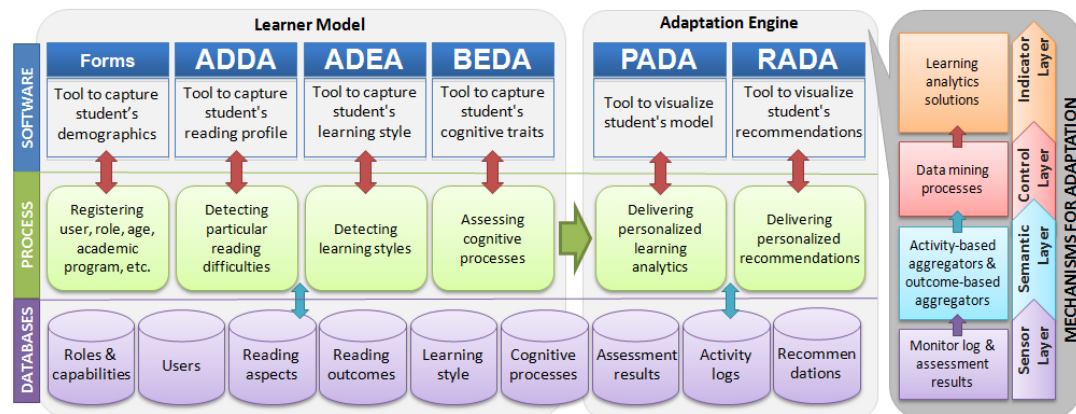 Learner Model
Adaptation Engine
SOFTWARE
Forms
Tool to capture
student's
demographics
ADDA
Tool to capture
student's
reading profile
ADEA
Tool to capture
student's
learning style
BEDA
Tool to capture
student's
cognitive traits
PADA
Tool to visualize
student's model
RADA
Tool to visualize
student's
recommendations
PROCESS
Registering
user, role, age,
academic
program, etc.
Detecting
particular
reading
difficulties
Detecting
learning styles
Assessing
cognitive
processes
Delivering
personalized
learning
analytics
Delivering
personalized
recommendations
DATABASES
Roles &
capabilities
Users
Reading
aspects
Reading
outcomes
Learning
style
Cognitive
processes
Assessment
results
Activity
logs
Recommen
dations
Learning
analytics
solutions
Indicator
Layer
Data mining
processes
Control
Layer
Activity-based
aggregators &
outcome-based
aggregators
Semantic
Layer
Monitor log &
assessment
results
Sensor
Layer
MECHANISMS FOR ADAPTATION